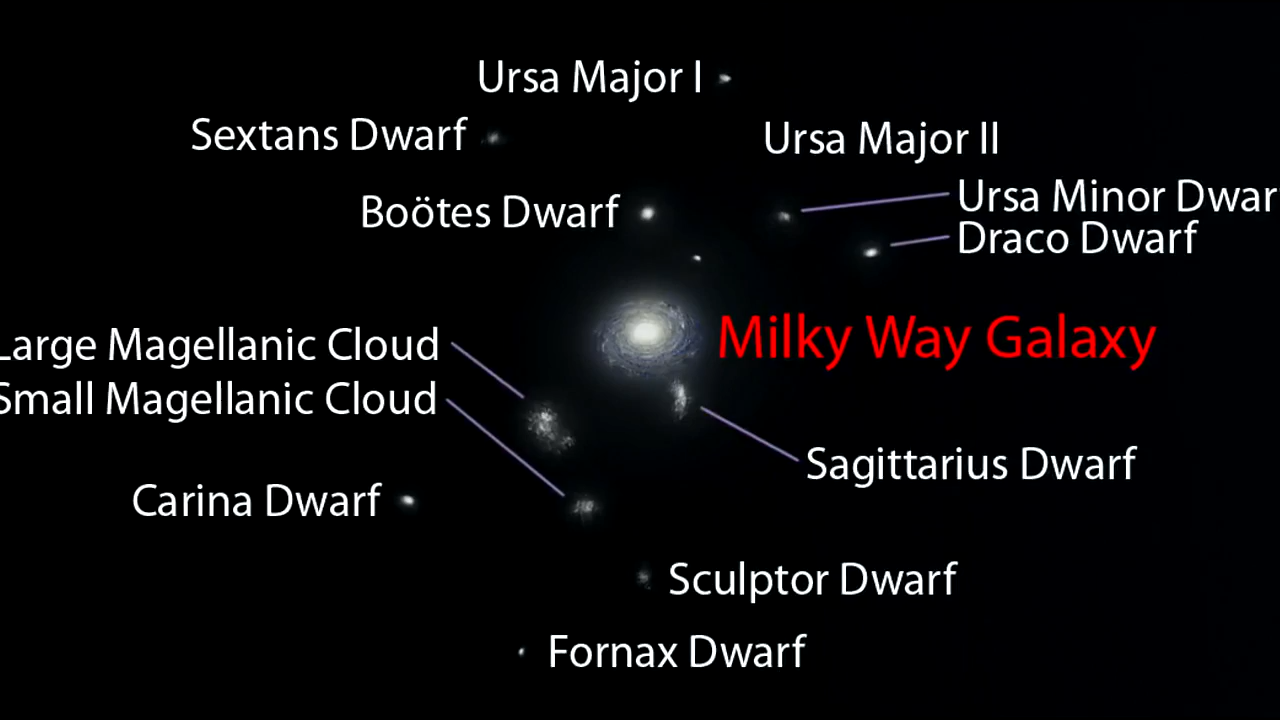 Ursa Major I
Sextans Dwarf
Ursa Major II
Ursa Minor Dwar
Boötes Dwarf
Draco Dwarf
Milky Way Galaxy
Large Magellanic Cloud
Small Magellanic Cloud
Sagittarius Dwarf
Carina Dwarf
Sculptor Dwarf
Fornax Dwarf